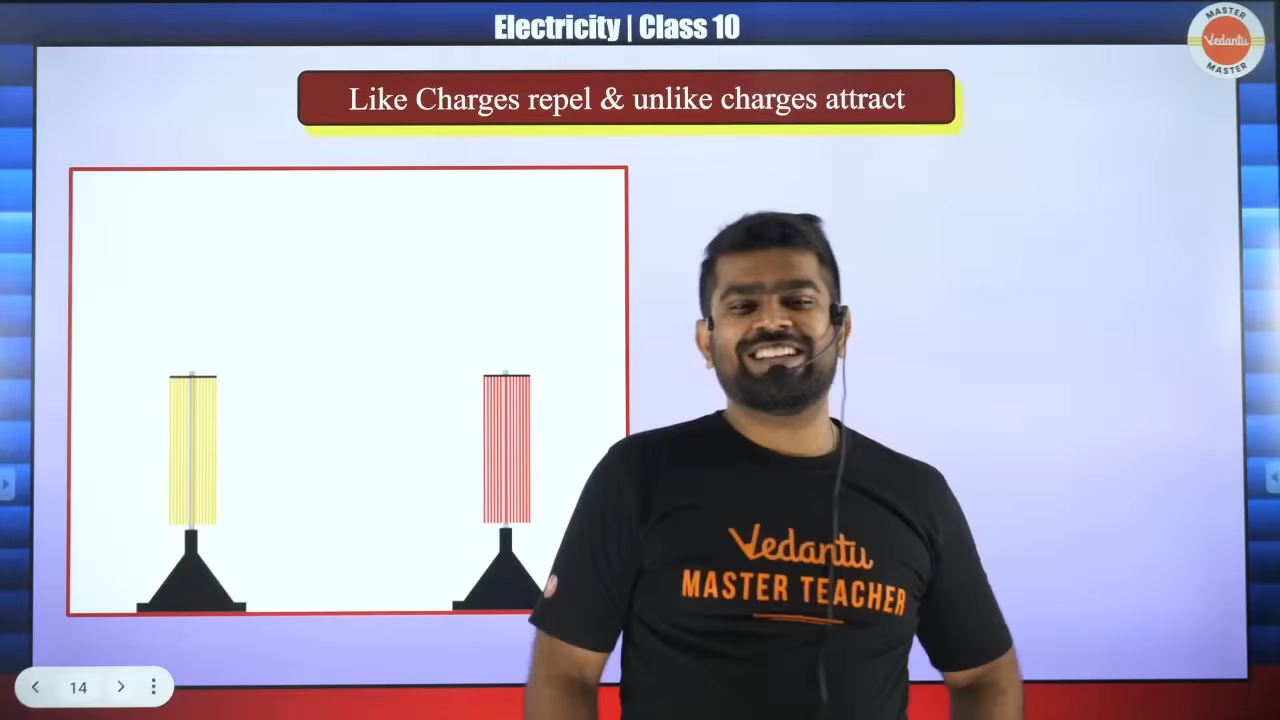 Electricity | Class 10
MASTER
Vedantu
MASTER
Like Charges repel & unlike charges attract
Vedantu
MASTER TEACHER
14